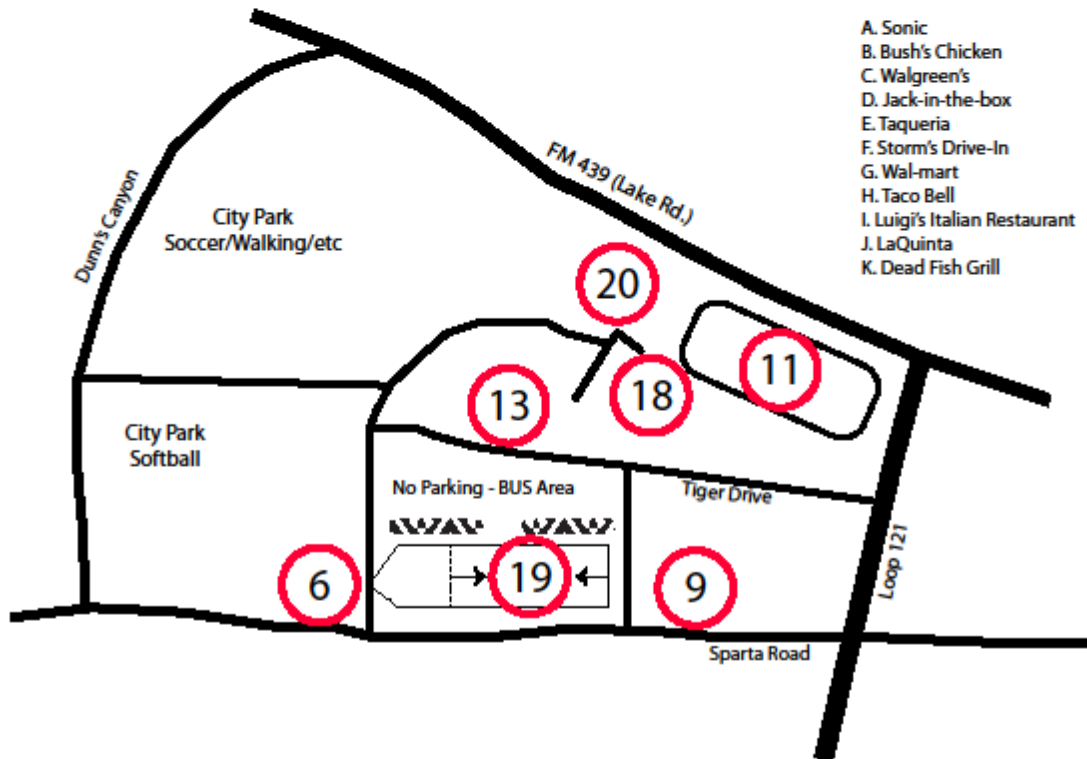 A. Sonic
B. Bush's Chicken
C. Walgreen's
D. Jack-in-the-box
E. Taqueria
F. Storm's Drive-In
G. Wal-mart
H. Taco Bell
I. Luigi's Italian Restaurant
J. LaQuinta
K. Dead Fish Grill
FM 439 (Lake Rd.)
Dunn's Canyon
City Park
Soccer/Walking/etc
20
11
18
13
City Park
Softball
No Parking - BUS Area
Tiger Drive
Loop 121
6
19
9
Sparta Road